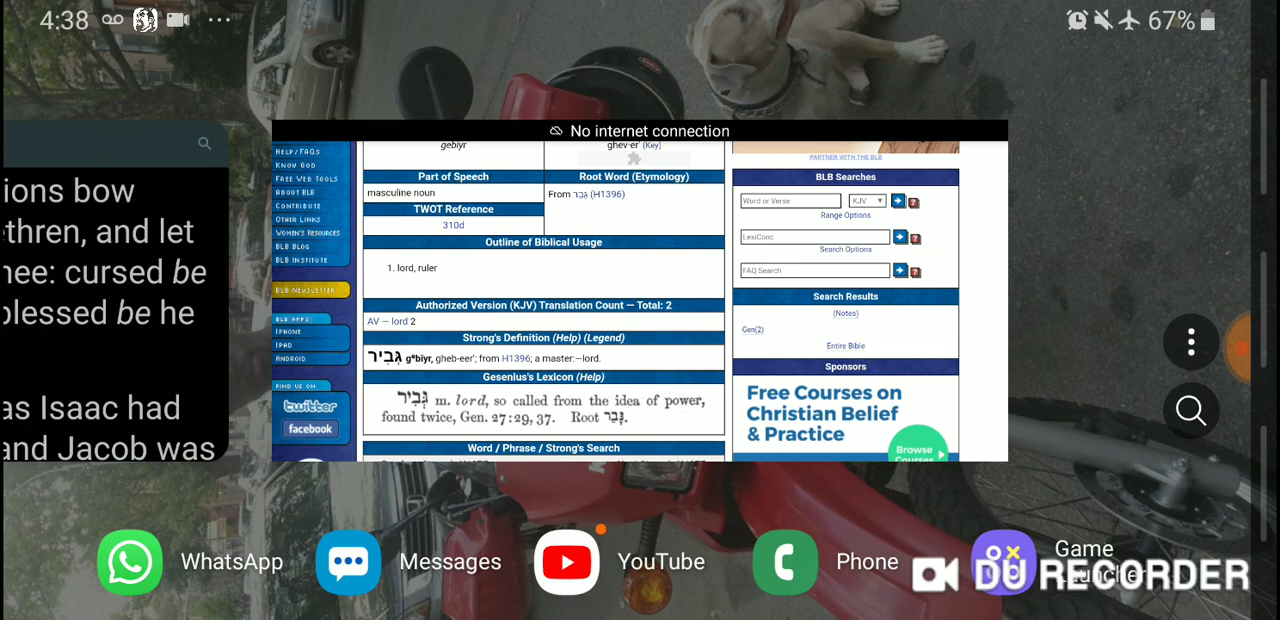 4:38
67%
No internet connection
ions bow
thren, and let
nee: cursed be
blessed be he
as Isaac had
and Jacob was
HELP/FAQS
KNOW GOD
FREE WEB TOOLS
ABOUT BLB
CONTRIBUTE
OTHER LINKS
WOMEN'S RESOURCES
BLB BLOG
BLB INSTITUTE
BLB NEWSLETTER
BLB APPS
IPHONE
IPAD
ANDROID
FIND US ON
twitter
facebook
gebiyr
ghev·er' (Key)
Part of Speech
Root Word (Etymology)
masculine noun
From גָּבַר (H1396)
TWOT Reference
310d
Outline of Biblical Usage
1. lord, ruler
Authorized Version (KJV) Translation Count — Total: 2
AV — lord 2
Strong's Definition (Help) (Legend)
גְּבִיר gᵉbiyr, gheb-eer'; from H1396; a master:—lord.
Gesenius's Lexicon (Help)
גְּבִיר m. lord, so called from the idea of power,
found twice, Gen. 27:29, 37. Root גָּבַר.
Word / Phrase / Strong's Search
PARTNER WITH THE BLB
BLB Searches
Word or Verse
KJV
Range Options
LexiConc
Search Options
FAQ Search
Search Results
(Notes)
Gen(2)
Entire Bible
Sponsors
Free Courses on
Christian Belief
& Practice
Browse
Courses
WhatsApp
Messages
YouTube
Phone
Game
Launcher
DU RECORDER